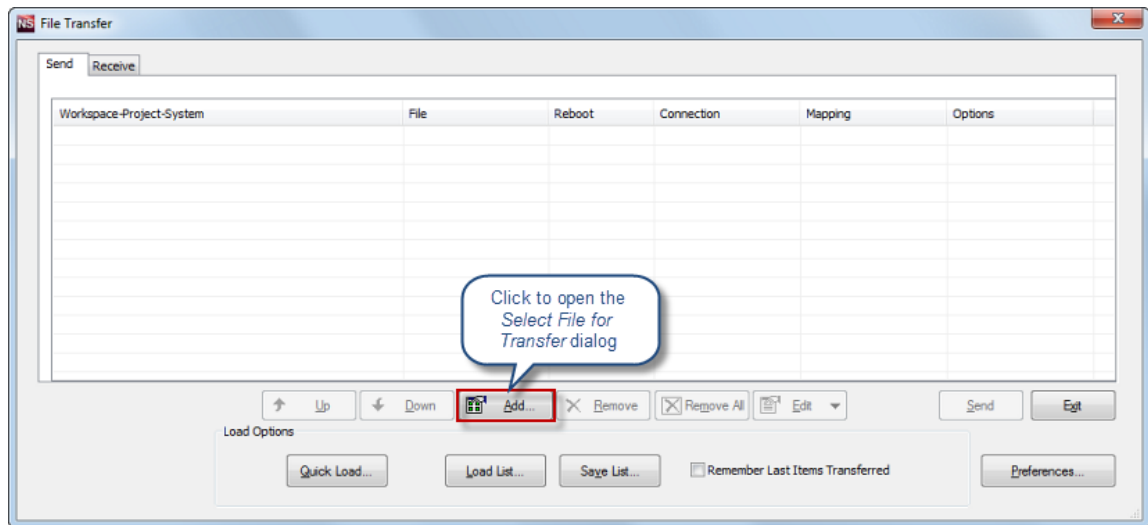 NS File Transfer
Send Receive
Workspace-Project-System File Reboot Connection Mapping Options
Click to open the
Select File for
Transfer dialog
Up Down Add... Remove Remove All Edit Send Exit
Load Options
Quick Load... Load List... Save List... Remember Last Items Transferred Preferences...